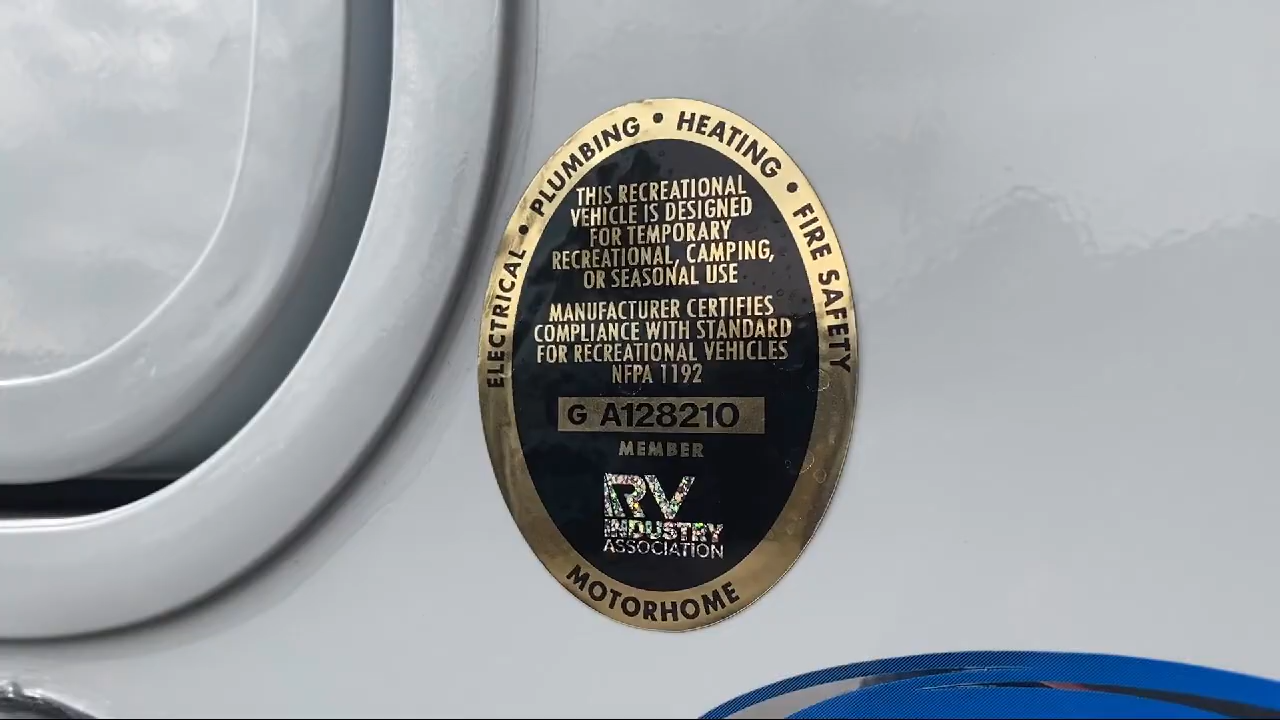 ELECTRICAL • PLUMBING • HEATING • FIRE SAFETY
THIS RECREATIONAL
VEHICLE IS DESIGNED
FOR TEMPORARY
RECREATIONAL, CAMPING,
OR SEASONAL USE
MANUFACTURER CERTIFIES
COMPLIANCE WITH STANDARD
FOR RECREATIONAL VEHICLES
NFPA 1192
G A128210
MEMBER
RV
INDUSTRY
ASSOCIATION
MOTORHOME